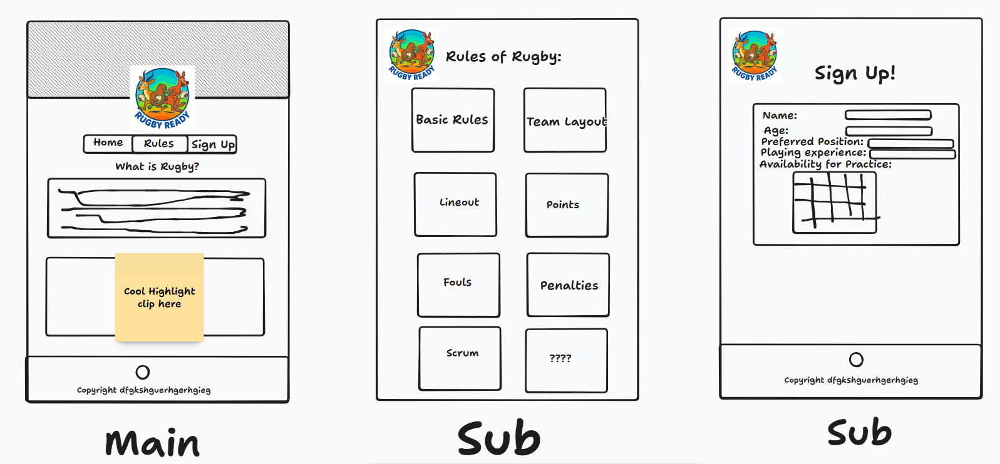 RUGBY READY
Home
Rules
Sign Up
What is Rugby?
Cool Highlight
clip here
Copyright dfgkshguerhgerhgieg
Main
RUGBY READY
Rules of Rugby:
Basic Rules
Team Layout
Lineout
Points
Fouls
Penalties
Scrum
????
Sub
RUGBY READY
Sign Up!
Name:
Age:
Preferred Position:
Playing experience:
Availability for Practice:
Copyright dfgkshguerhgerhgieg
Sub